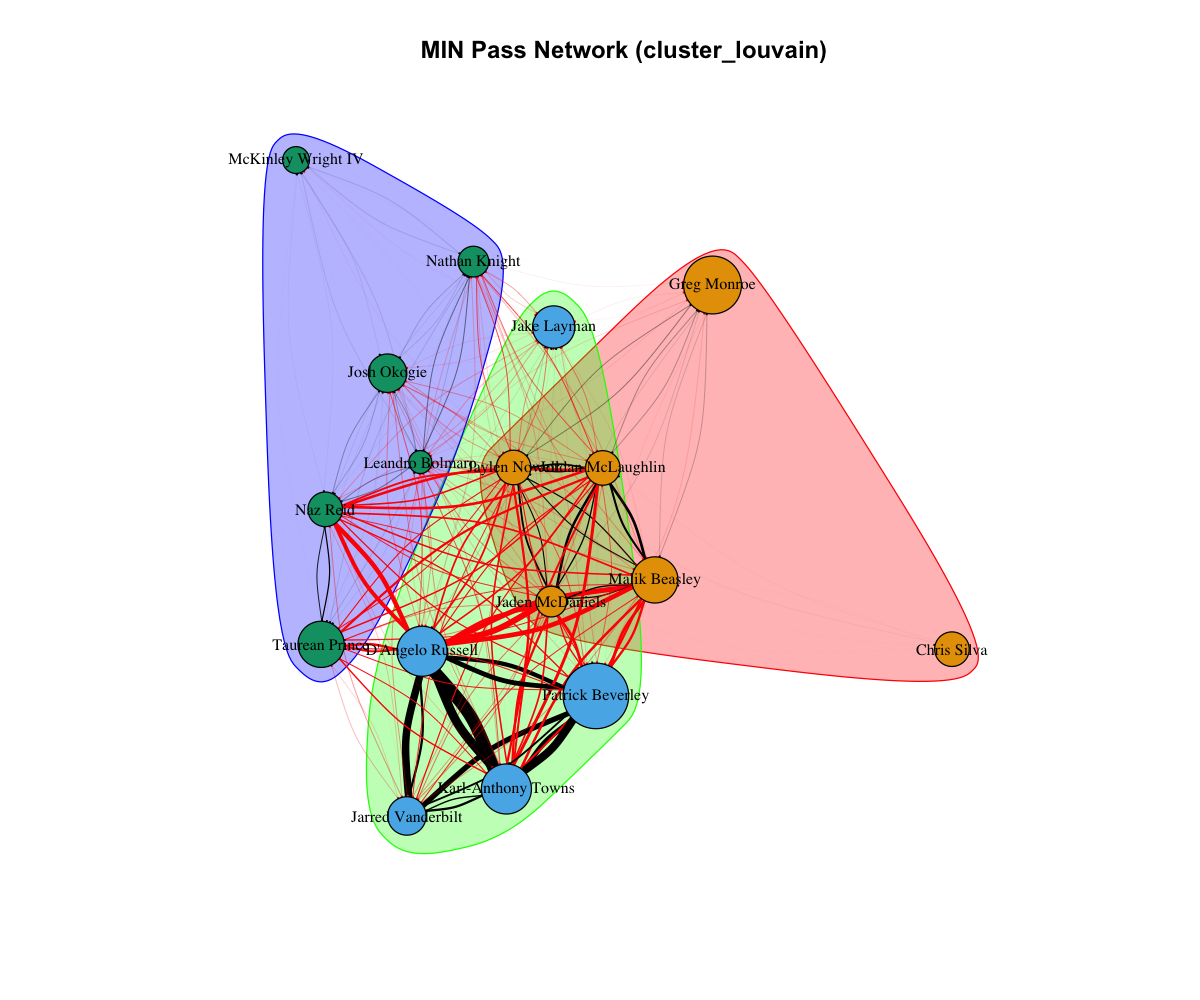 MIN Pass Network (cluster_louvain)
McKinley Wright IV
Nathan Knight
Greg Monroe
Jake Layman
Josh Okogie
Leandro Bolmaro
Jaylen Nowell
Jordan McLaughlin
Naz Reid
Malik Beasley
Jaden McDaniels
Taurean Prince
D'Angelo Russell
Chris Silva
Patrick Beverley
Karl-Anthony Towns
Jarred Vanderbilt